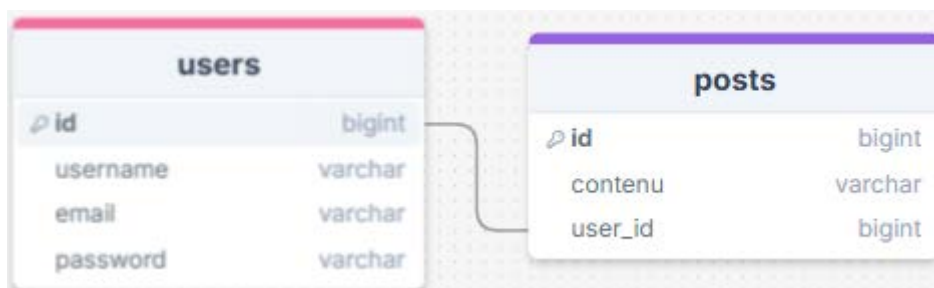 users
id bigint
username varchar
email varchar
password varchar
posts
id bigint
contenu varchar
user_id bigint